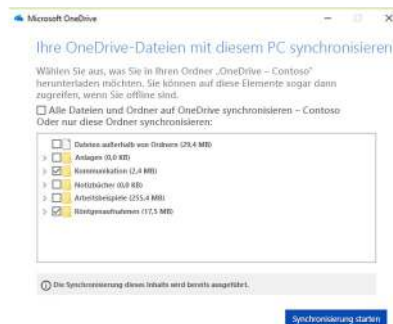 Microsoft OneDrive
Ihre OneDrive-Dateien mit diesem PC synchronisieren
Wählen Sie aus, was Sie in Ihren Ordner „OneDrive – Contoso"
herunterladen möchten. Sie können auf diese Elemente sogar dann
zugreifen, wenn Sie offline sind.
Alle Dateien und Ordner auf OneDrive synchronisieren – Contoso
Oder nur diese Ordner synchronisieren:
Dateien außerhalb von Ordnern (29,4 MB)
Anlagen (0,0 KB)
Kommunikation (2,4 MB)
Notizbücher (0,0 KB)
Arbeitsbeispiele (255,4 MB)
Röntgenaufnahmen (17,5 MB)
Die Synchronisierung dieses Inhalts wird bereits ausgeführt.
Synchronisierung starten